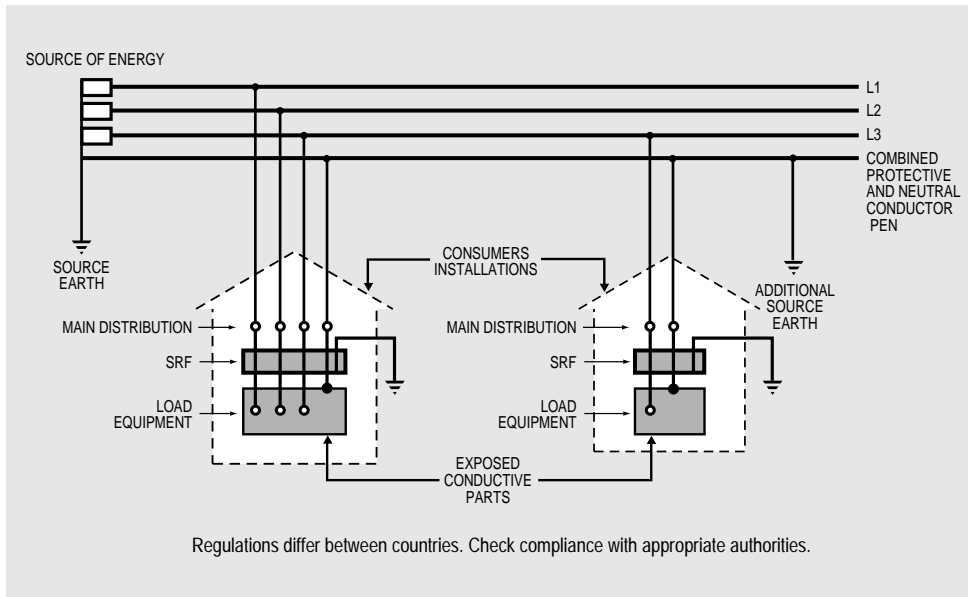 SOURCE OF ENERGY
L1
L2
L3
COMBINED
PROTECTIVE
AND NEUTRAL
CONDUCTOR
PEN
SOURCE
EARTH
CONSUMERS
INSTALLATIONS
ADDITIONAL
SOURCE
EARTH
MAIN DISTRIBUTION
SRF
LOAD
EQUIPMENT
MAIN DISTRIBUTION
SRF
LOAD
EQUIPMENT
EXPOSED
CONDUCTIVE
PARTS
Regulations differ between countries. Check compliance with appropriate authorities.